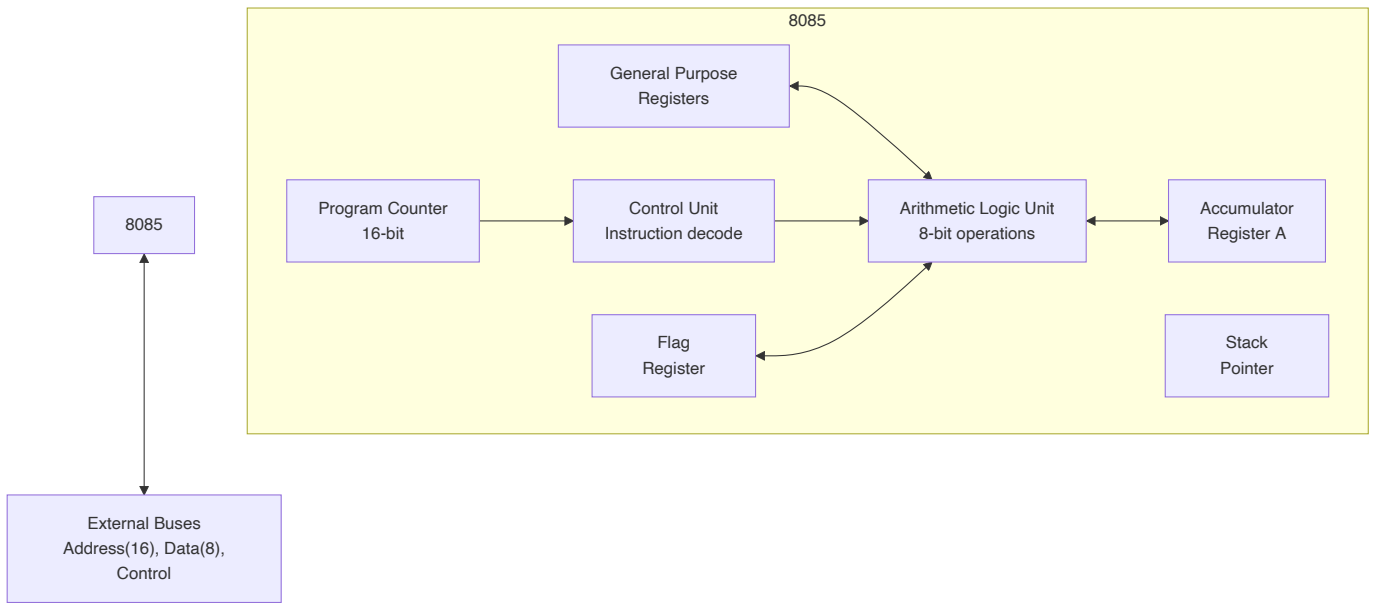 8085
General Purpose
Registers
Program Counter
16-bit
Control Unit
Instruction decode
Arithmetic Logic Unit
8-bit operations
Accumulator
Register A
8085
Flag
Register
Stack
Pointer
External Buses
Address(16), Data(8),
Control